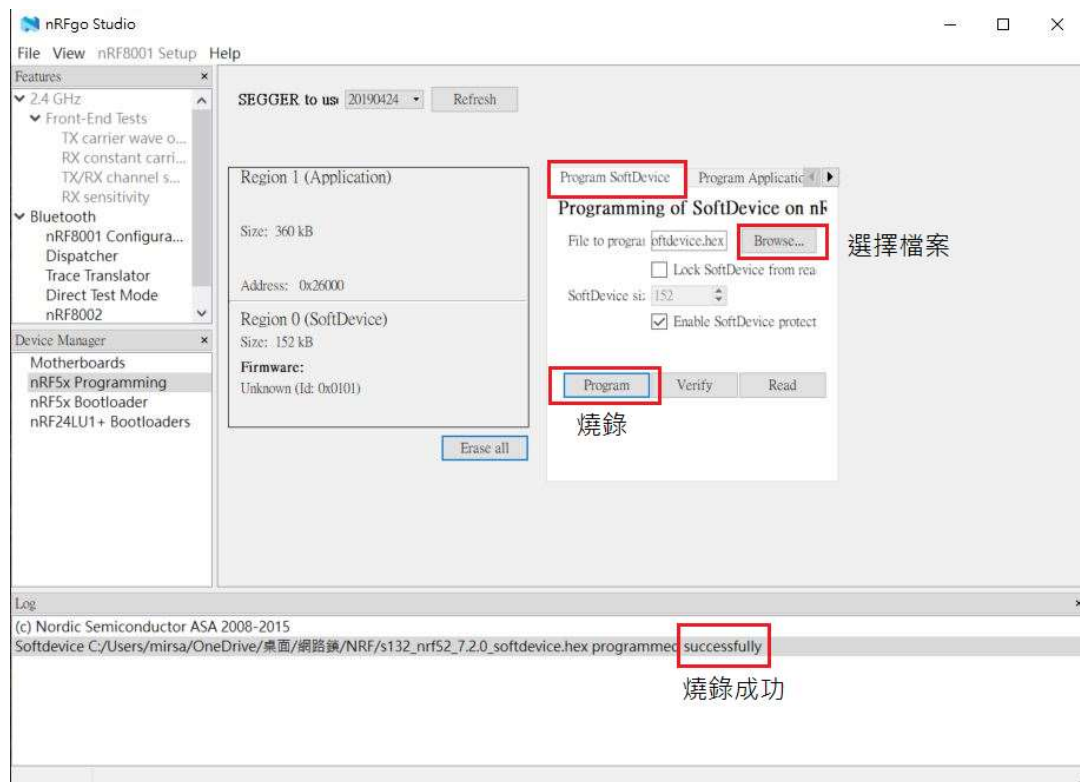 nRFgo Studio
File View nRF8001 Setup Help
Features
2.4 GHz
Front-End Tests
TX carrier wave o...
RX constant carri...
TX/RX channel s...
RX sensitivity
Bluetooth
nRF8001 Configura...
Dispatcher
Trace Translator
Direct Test Mode
nRF8002
Device Manager
Motherboards
nRF5x Programming
nRF5x Bootloader
nRF24LU1+ Bootloaders
SEGGER to us 20190424 Refresh
Region 1 (Application)
Size: 360 kB
Address: 0x26000
Region 0 (SoftDevice)
Size: 152 kB
Firmware:
Unknown (Id: 0x0101)
Erase all
Program SoftDevice Program Applicatic
Programming of SoftDevice on nF
File to prograi oftdevice.hex Browse... 選擇檔案
Lock SoftDevice from rea
SoftDevice si: 152
Enable SoftDevice protect
Program Verify Read
燒錄
Log
(c) Nordic Semiconductor ASA 2008-2015
Softdevice C:/Users/mirsa/OneDrive/桌面/網路鎖/NRF/s132_nrf52_7.2.0_softdevice.hex programmed successfully
燒錄成功